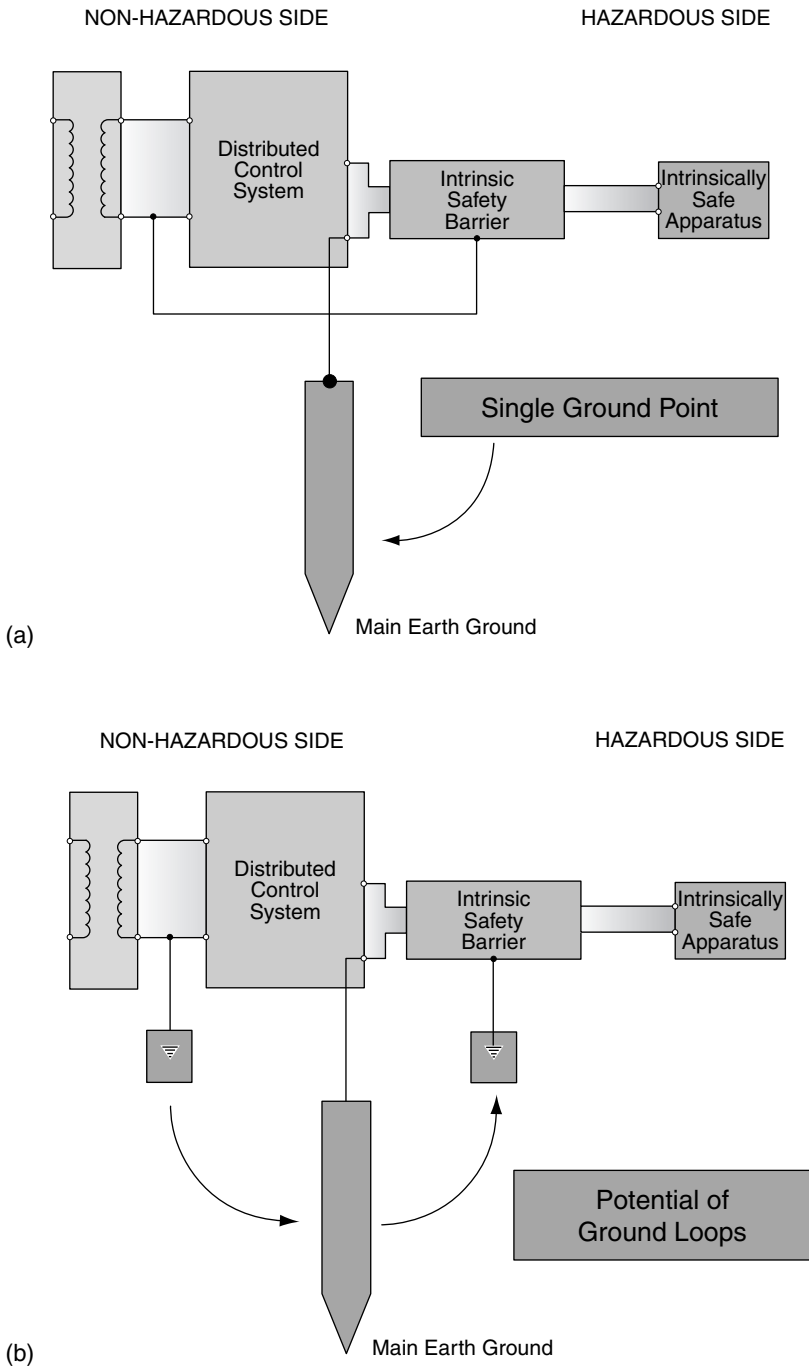 NON-HAZARDOUS SIDE
HAZARDOUS SIDE
Distributed
Control
System
Intrinsic
Safety
Barrier
Intrinsically
Safe
Apparatus
Single Ground Point
Main Earth Ground
(a)
NON-HAZARDOUS SIDE
HAZARDOUS SIDE
Distributed
Control
System
Intrinsic
Safety
Barrier
Intrinsically
Safe
Apparatus
Potential of
Ground Loops
Main Earth Ground
(b)